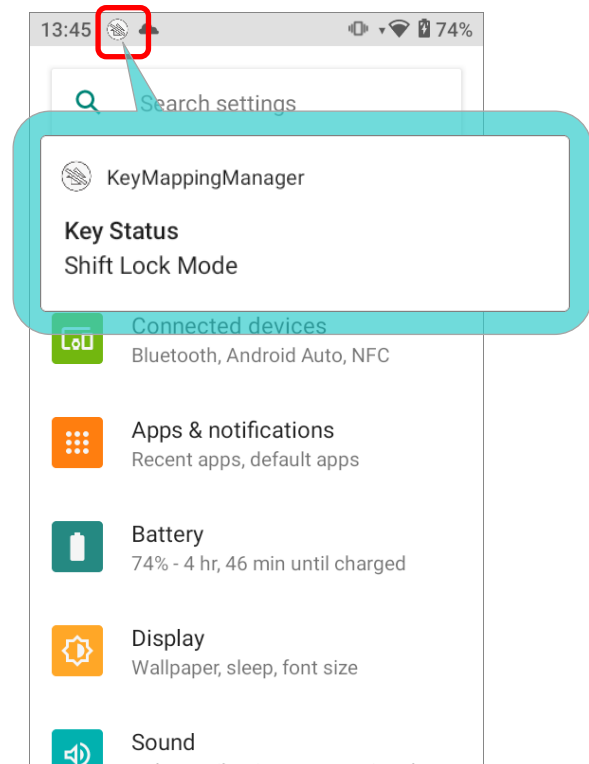 13:45 74%
Search settings
KeyMappingManager
Key Status
Shift Lock Mode
Connected devices
Bluetooth, Android Auto, NFC
Apps & notifications
Recent apps, default apps
Battery
74% - 4 hr, 46 min until charged
Display
Wallpaper, sleep, font size
Sound